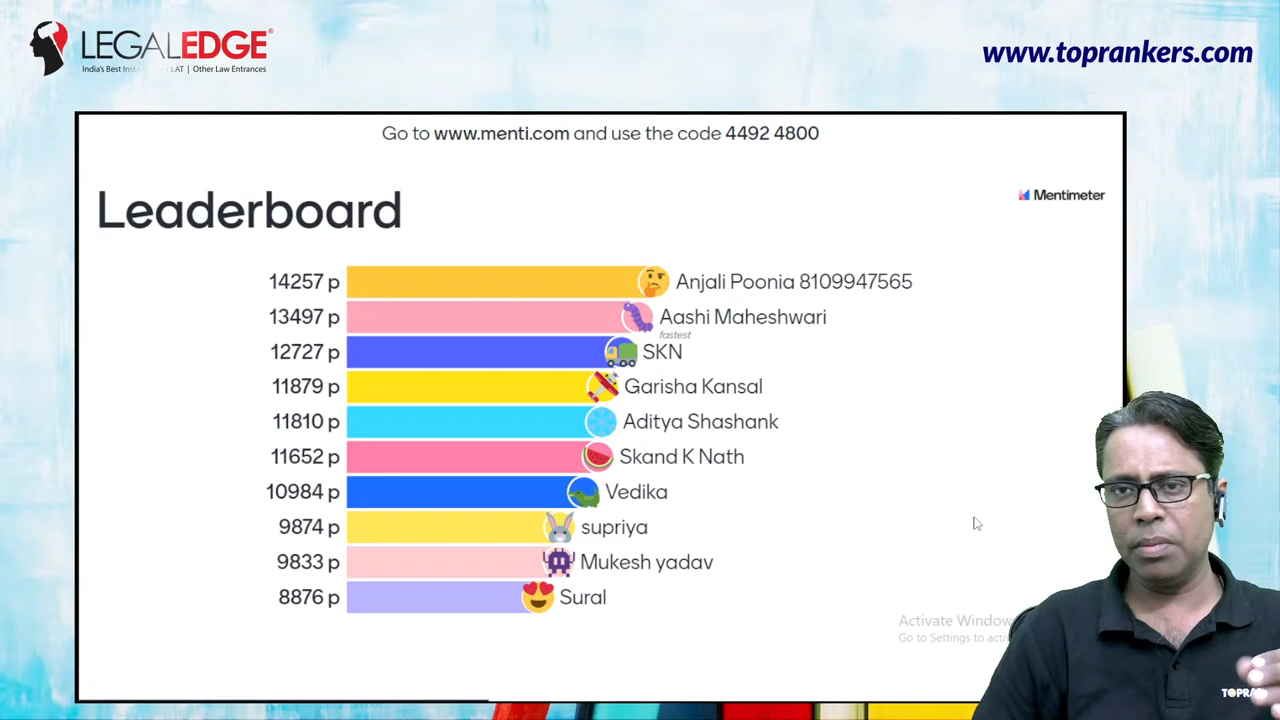 LEGALEDGE®
India's Best LAT | Other Law Entrances
www.toprankers.com
Go to www.menti.com and use the code 4492 4800
Mentimeter
Leaderboard
14257 p Anjali Poonia 8109947565
13497 p Aashi Maheshwari
fastest
12727 p SKN
11879 p Garisha Kansal
11810 p Aditya Shashank
11652 p Skand K Nath
10984 p Vedika
9874 p supriya
9833 p Mukesh yadav
8876 p Sural
Activate Window
Go to Settings to acti
TOPRAN